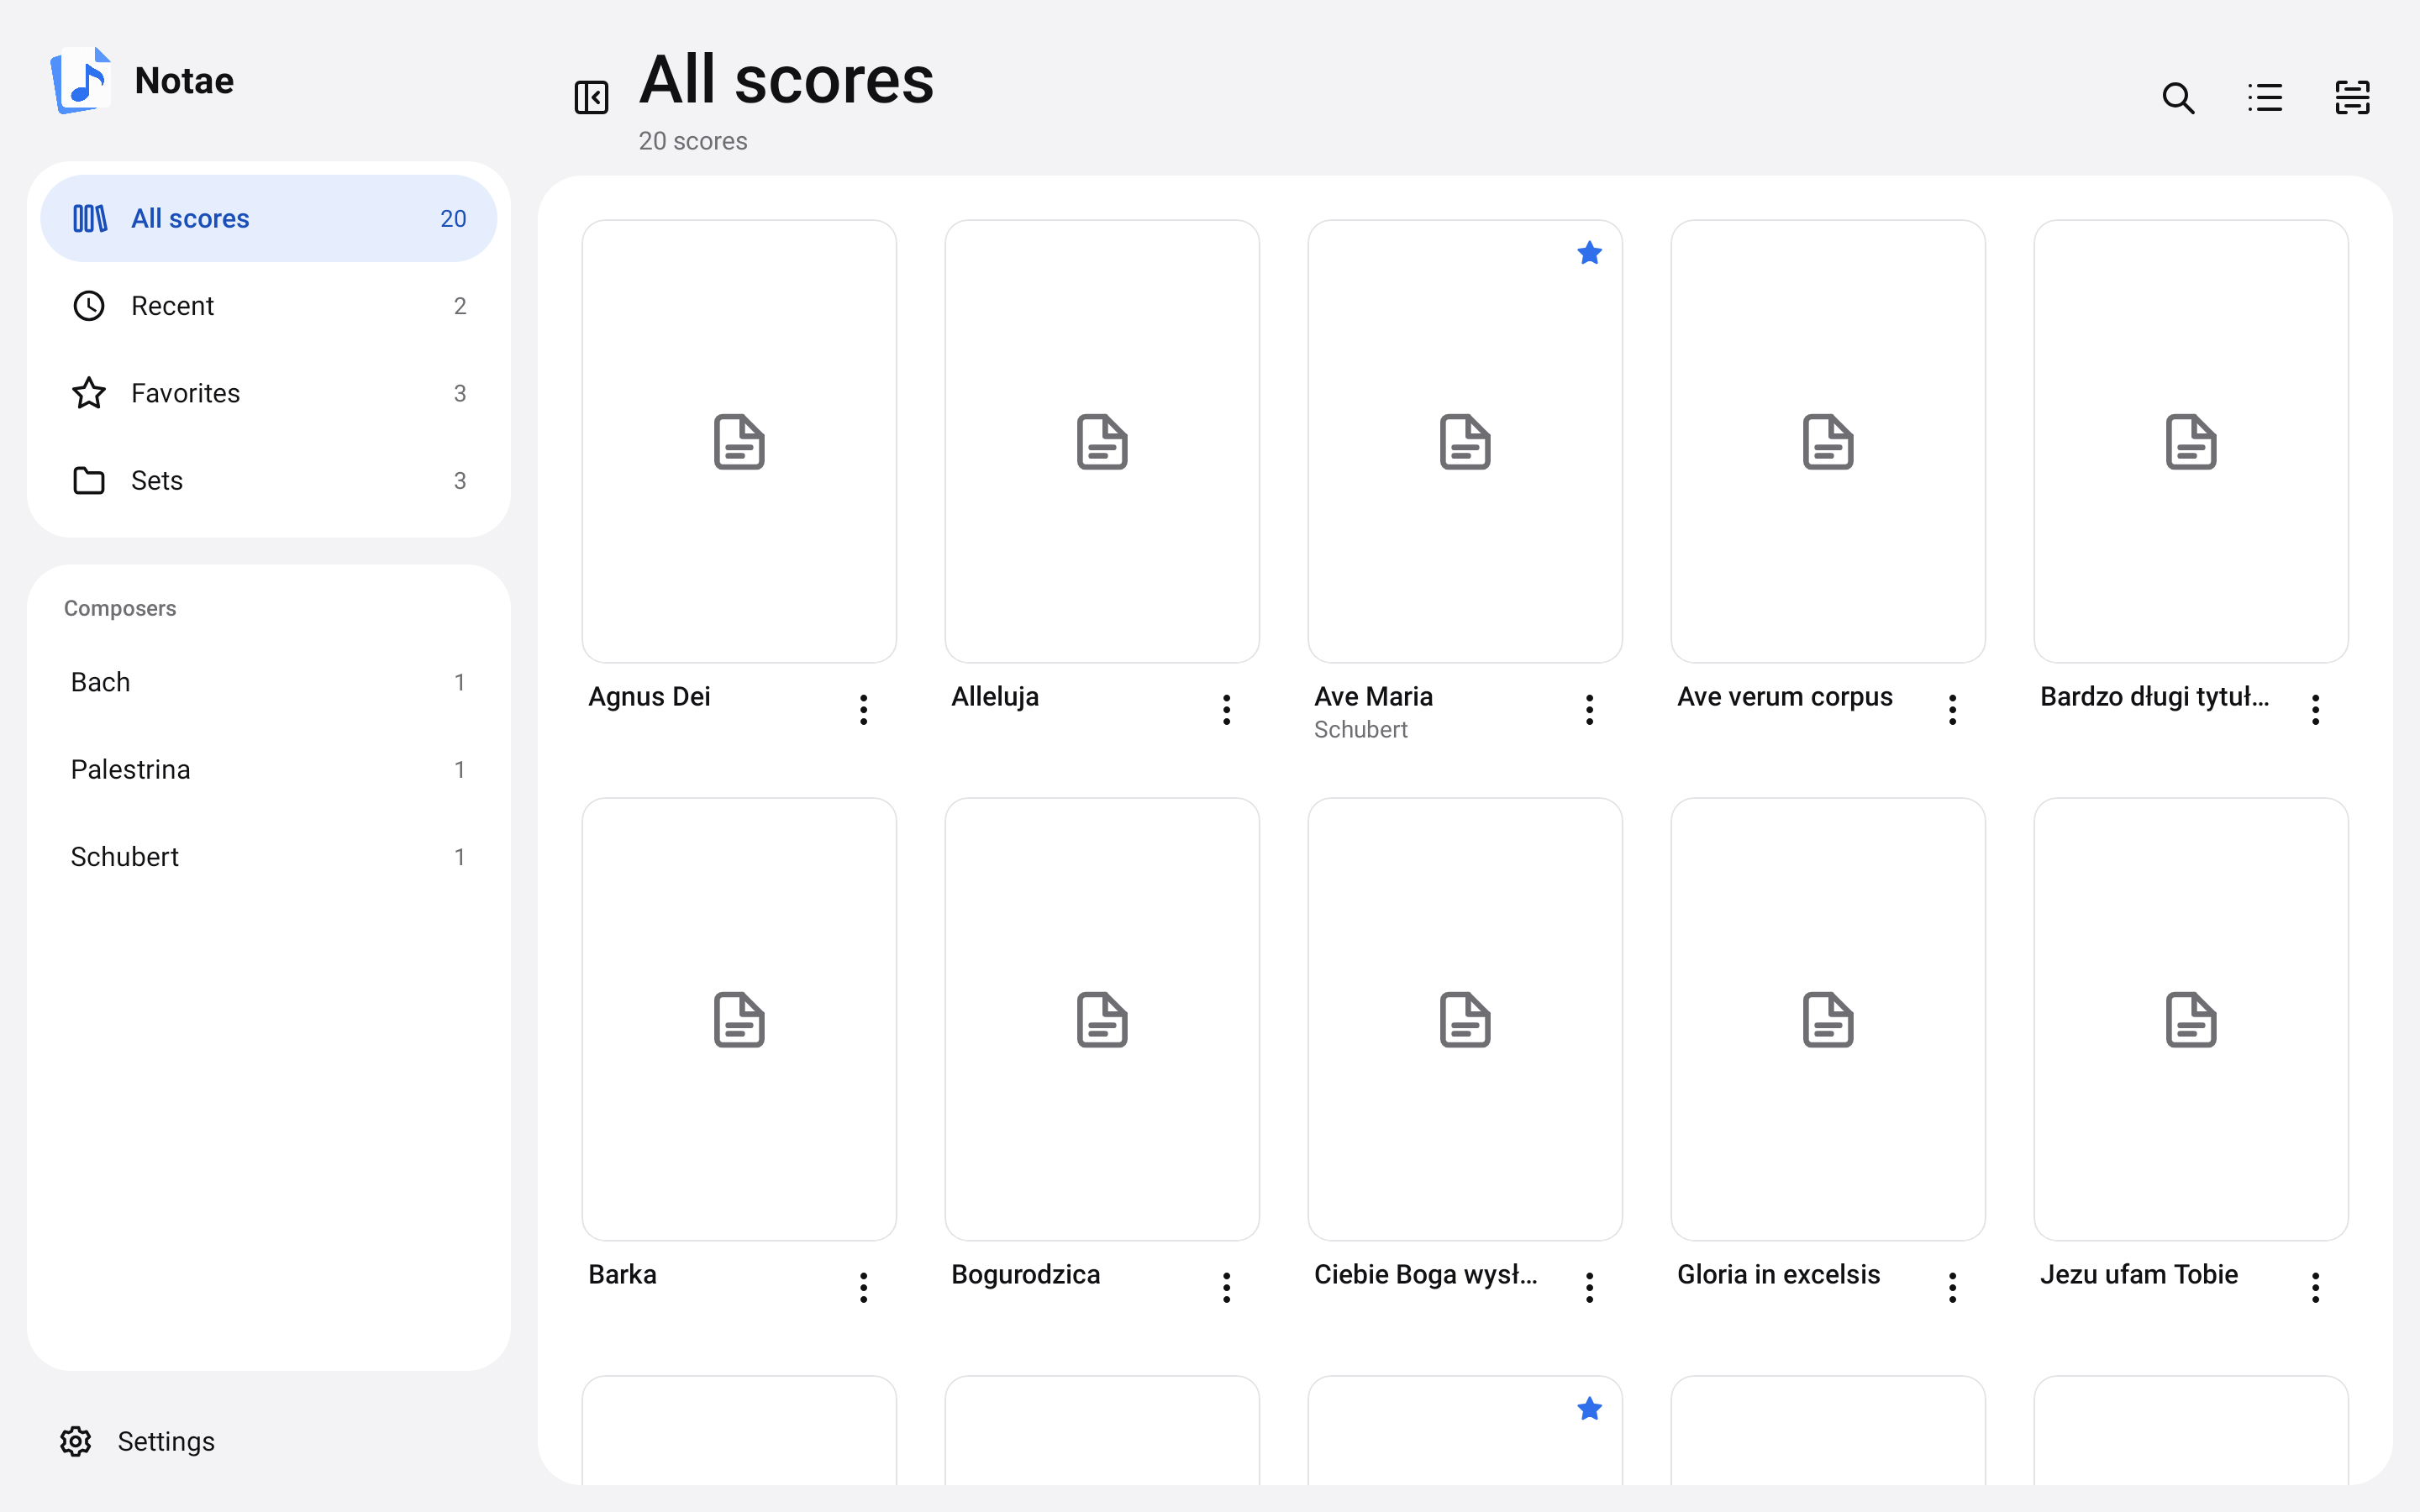 Notae
All scores
20 scores
All scores 20
Recent 2
Favorites 3
Sets 3
Composers
Bach 1
Palestrina 1
Schubert 1
Settings
Agnus Dei
Alleluja
Ave Maria
Schubert
Ave verum corpus
Bardzo długi tytuł...
Barka
Bogurodzica
Ciebie Boga wysł...
Gloria in excelsis
Jezu ufam Tobie